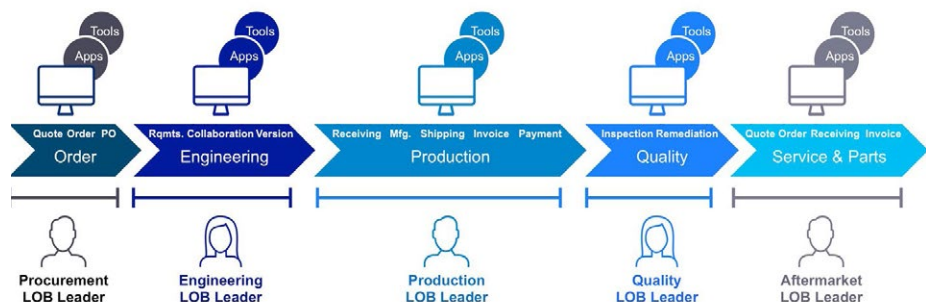 Tools
Apps
Tools
Apps
Tools
Apps
Tools
Apps
Tools
Apps
Quote Order PO
Order
Rqmts. Collaboration Version
Engineering
Receiving Mfg. Shipping Invoice Payment
Production
Inspection Remediation
Quality
Quote Order Receiving Invoice
Service & Parts
Procurement
LOB Leader
Engineering
LOB Leader
Production
LOB Leader
Quality
LOB Leader
Aftermarket
LOB Leader